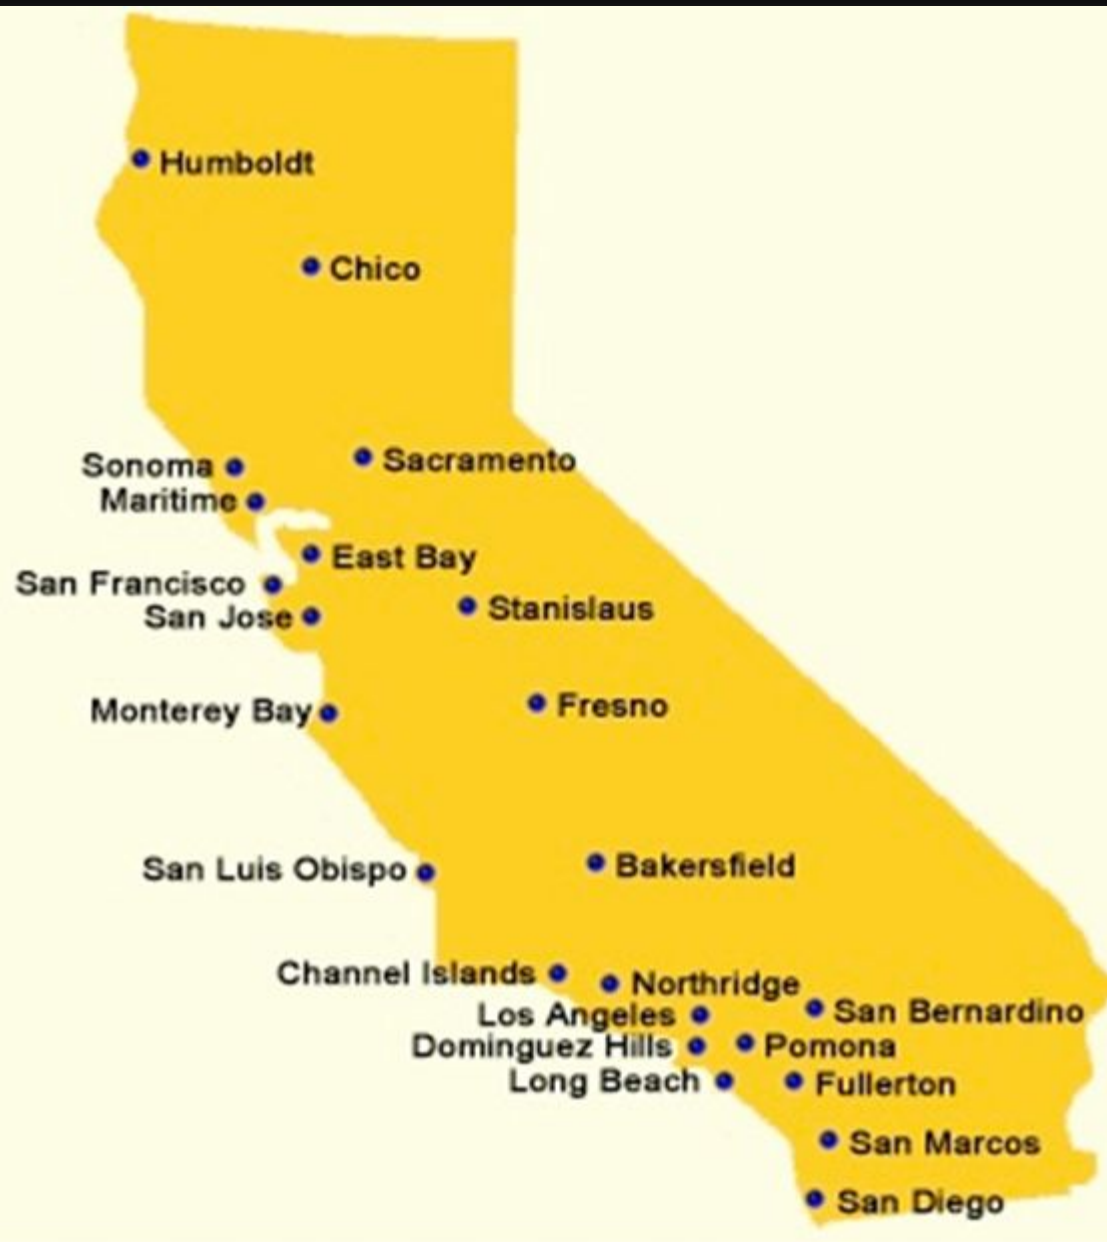 Humboldt
Chico
Sonoma
Sacramento
Maritime
East Bay
San Francisco
Stanislaus
San Jose
Monterey Bay
Fresno
San Luis Obispo
Bakersfield
Channel Islands
Northridge
Los Angeles
San Bernardino
Dominguez Hills
Pomona
Long Beach
Fullerton
San Marcos
San Diego